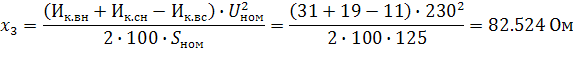 x₃ = (И_к.вн + И_к.сн − И_к.вс) · U²_ном / 2 · 100 · S_ном = (31 + 19 − 11) · 230² / 2 · 100 · 125 = 82.524 Ом